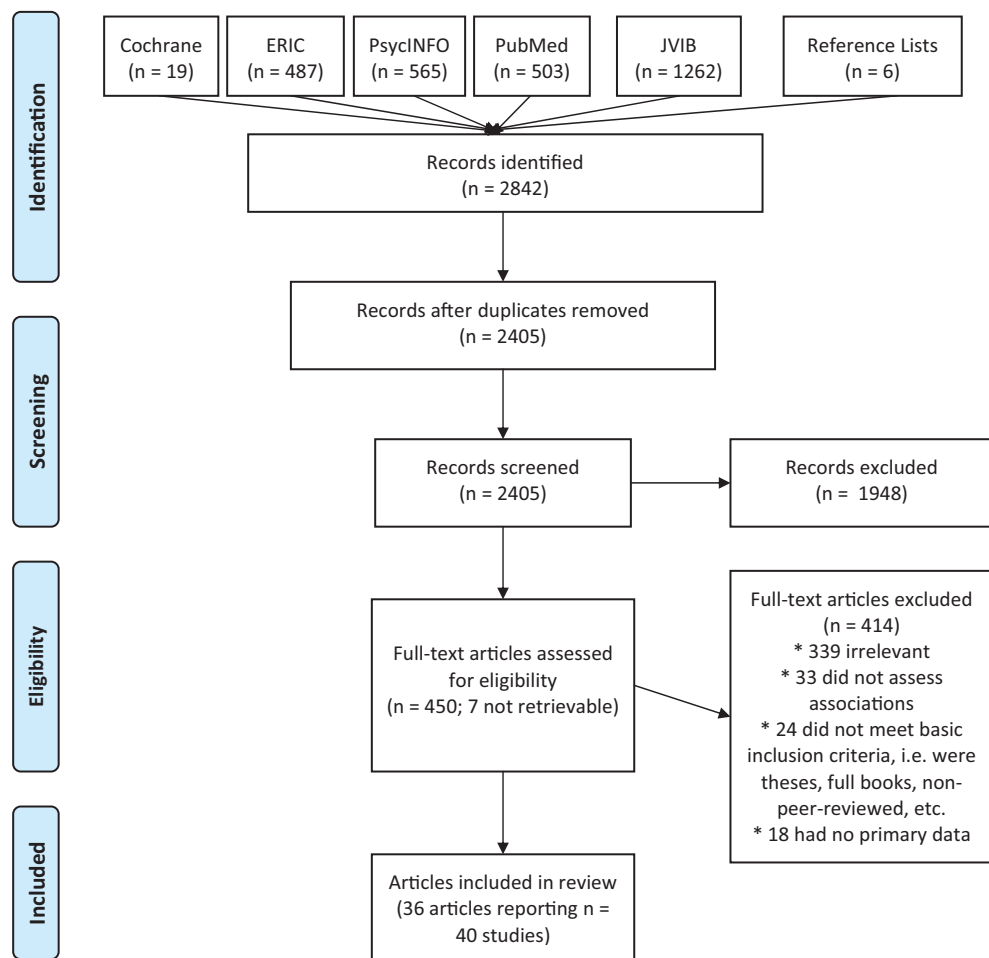 Cochrane
(n = 19)
ERIC
(n = 487)
PsycINFO
(n = 565)
PubMed
(n = 503)
JVIB
(n = 1262)
Reference Lists
(n = 6)
Identification
Records identified
(n = 2842)
Records after duplicates removed
(n = 2405)
Screening
Records screened
(n = 2405)
Records excluded
(n =  1948)
Eligibility
Full-text articles assessed
for eligibility
(n = 450; 7 not retrievable)
Full-text articles excluded
(n = 414)
* 339 irrelevant
* 33 did not assess
associations
* 24 did not meet basic
inclusion criteria, i.e. were
theses, full books, non-
peer-reviewed, etc.
* 18 had no primary data
Included
Articles included in review
(36 articles reporting n =
40 studies)